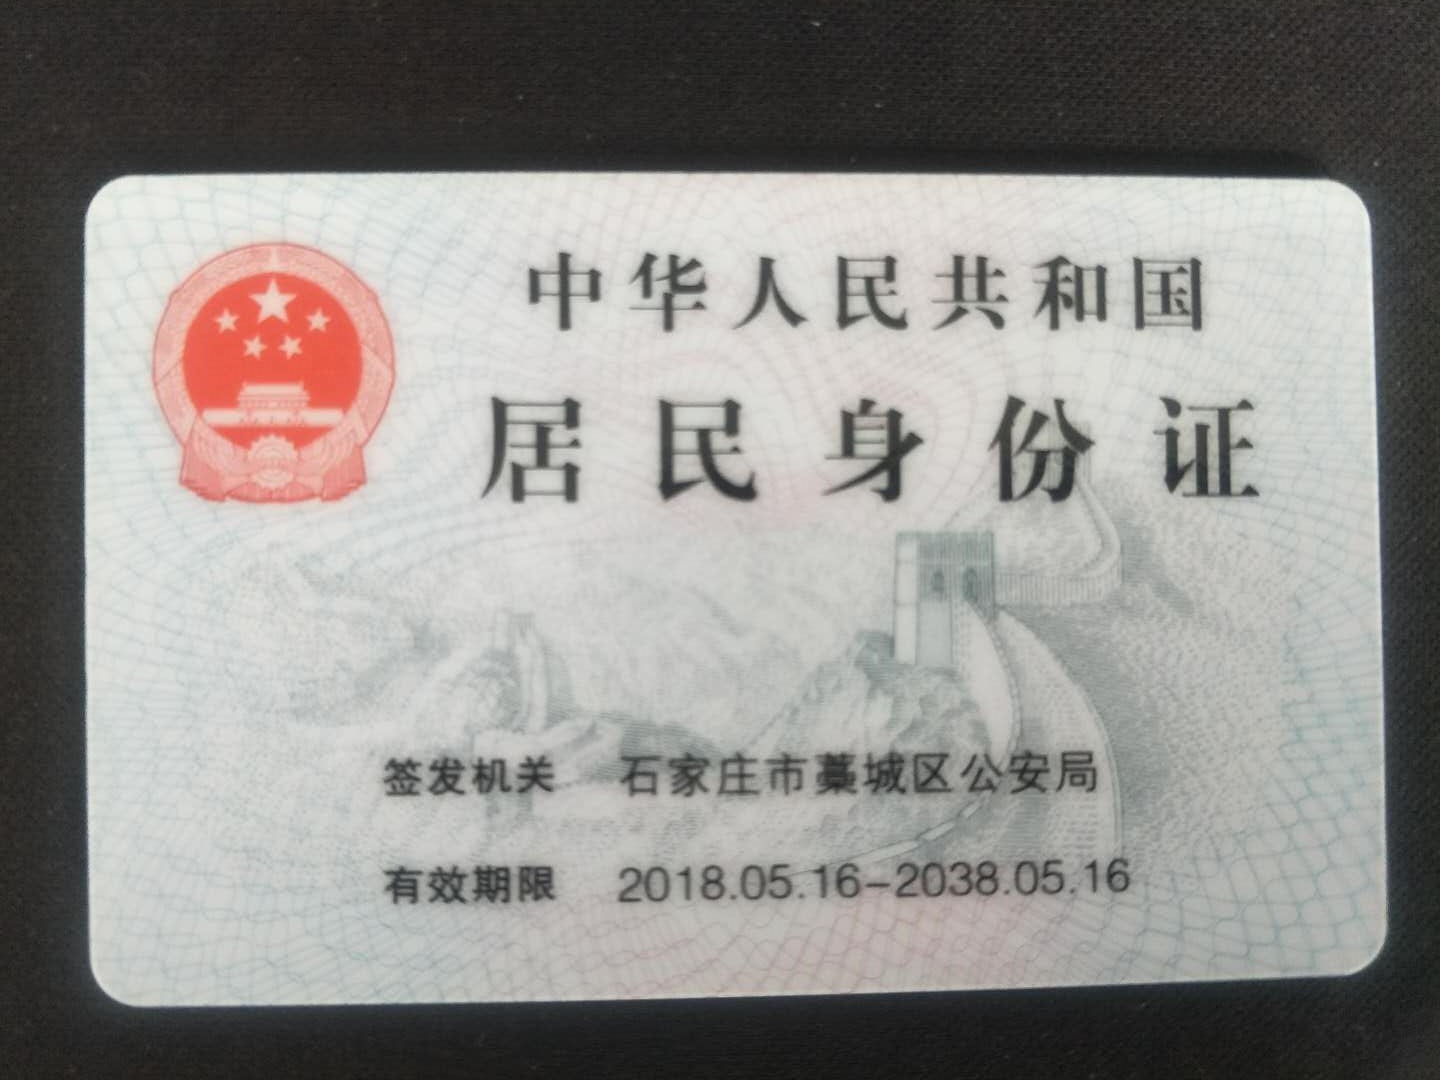 中华人民共和国
居民身份证
签发机关 石家庄市藁城区公安局
有效期限 2018.05.16-2038.05.16